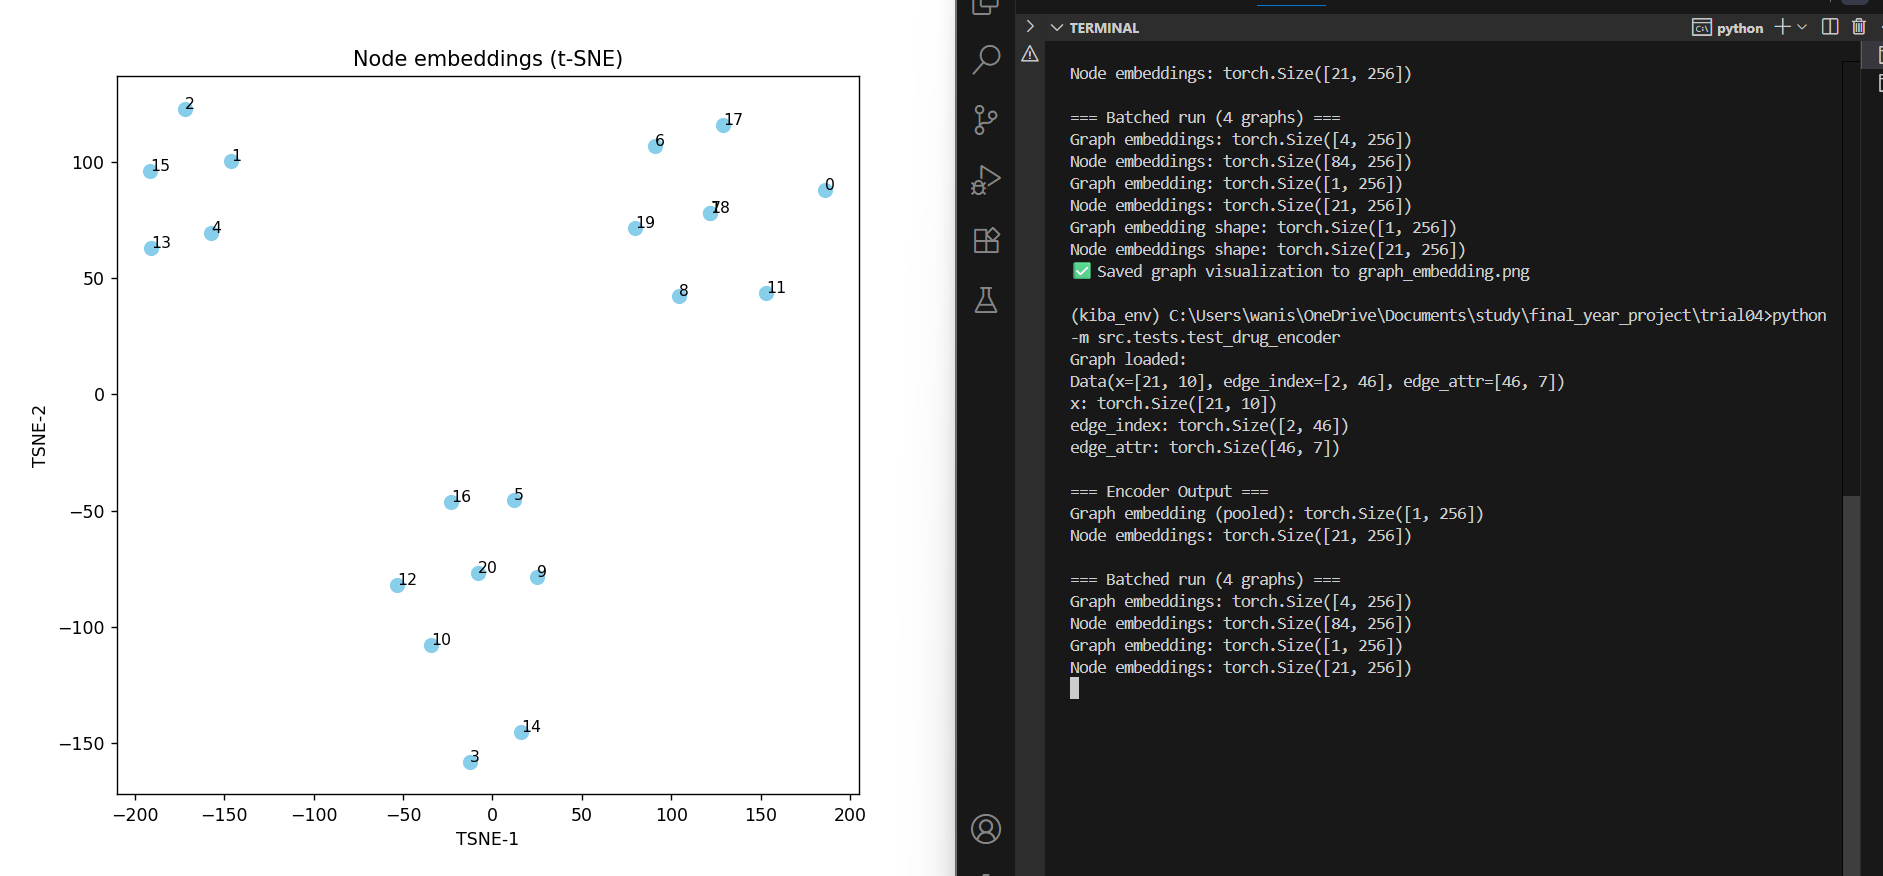 Node embeddings (t-SNE)
2
17
6
1
15
100
0
18
19
4
13
50
11
8
0
TSNE-2
16
5
−50
20
9
12
10
−100
14
−150
3
−200
−150
−100
−50
0
50
100
150
200
TSNE-1
TERMINAL
python
Node embeddings: torch.Size([21, 256])
=== Batched run (4 graphs) ===
Graph embeddings: torch.Size([4, 256])
Node embeddings: torch.Size([84, 256])
Graph embedding: torch.Size([1, 256])
Node embeddings: torch.Size([21, 256])
Graph embedding shape: torch.Size([1, 256])
Node embeddings shape: torch.Size([21, 256])
✅ Saved graph visualization to graph_embedding.png
(kiba_env) C:\Users\wanis\OneDrive\Documents\study\final_year_project\trial04>python
-m src.tests.test_drug_encoder
Graph loaded:
Data(x=[21, 10], edge_index=[2, 46], edge_attr=[46, 7])
x: torch.Size([21, 10])
edge_index: torch.Size([2, 46])
edge_attr: torch.Size([46, 7])
=== Encoder Output ===
Graph embedding (pooled): torch.Size([1, 256])
Node embeddings: torch.Size([21, 256])
=== Batched run (4 graphs) ===
Graph embeddings: torch.Size([4, 256])
Node embeddings: torch.Size([84, 256])
Graph embedding: torch.Size([1, 256])
Node embeddings: torch.Size([21, 256])